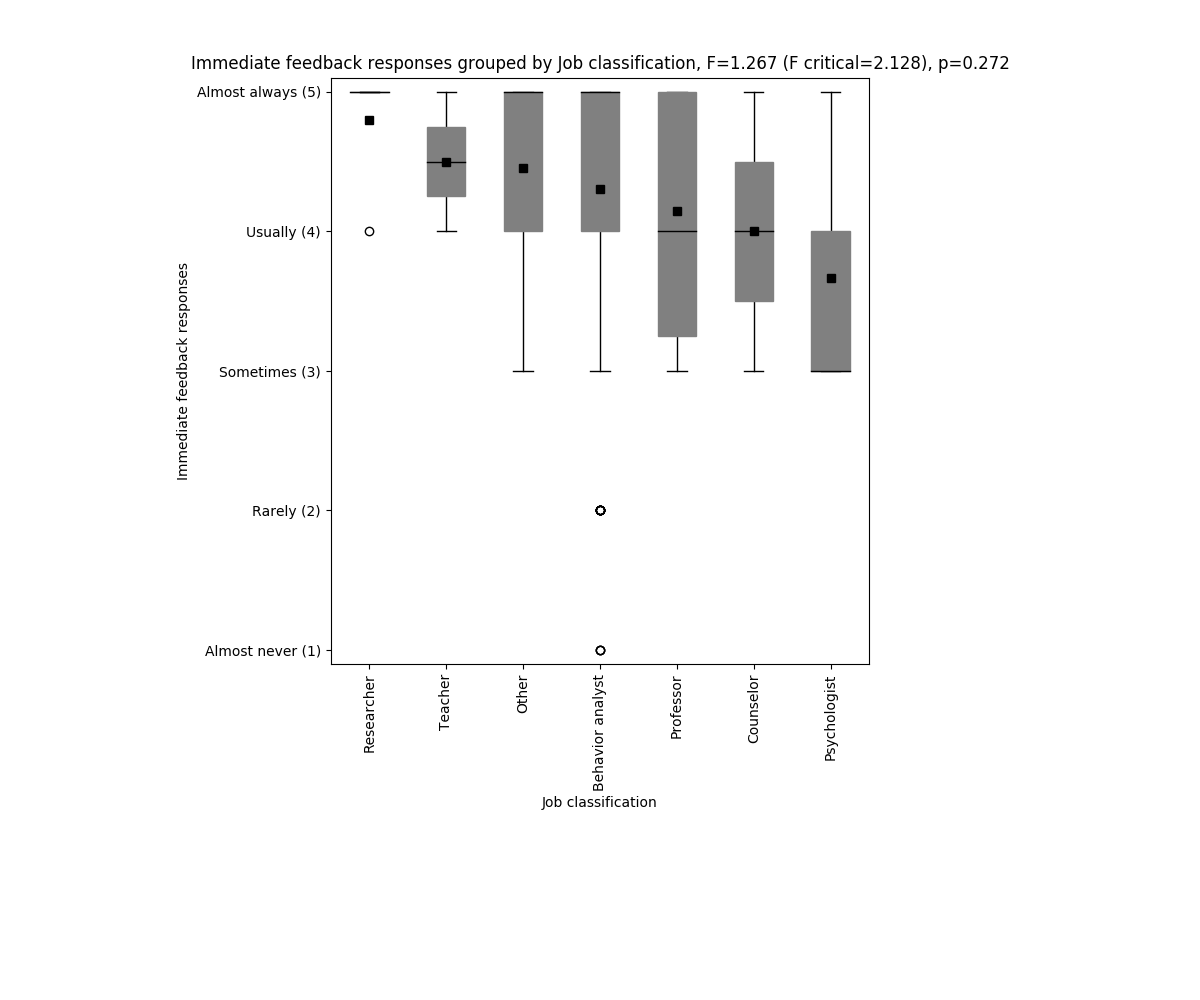 Immediate feedback responses grouped by Job classification, F=1.267 (F critical=2.128), p=0.272
Almost always (5)
Usually (4)
Sometimes (3)
Rarely (2)
Almost never (1)
Immediate feedback responses
Researcher
Teacher
Other
Behavior analyst
Professor
Counselor
Psychologist
Job classification